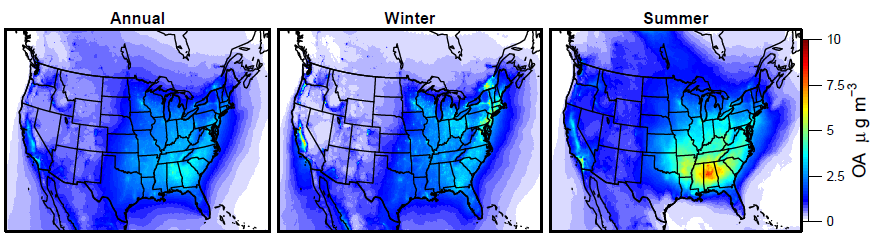 Annual
Winter
Summer
10
7.5
5
2.5
0
OA μg m⁻³